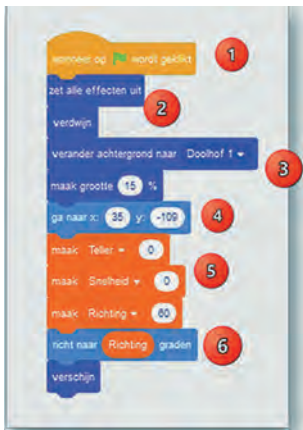 wanneer op wordt geklikt 1
zet alle effecten uit
2
verdwijn
verander achtergrond naar Doolhof 1
3
maak grootte 15 %
ga naar x: 35 y: -109 4
maak Teller 0
5
maak Snelheid 0
maak Richting 60
richt naar Richting graden 6
verschijn